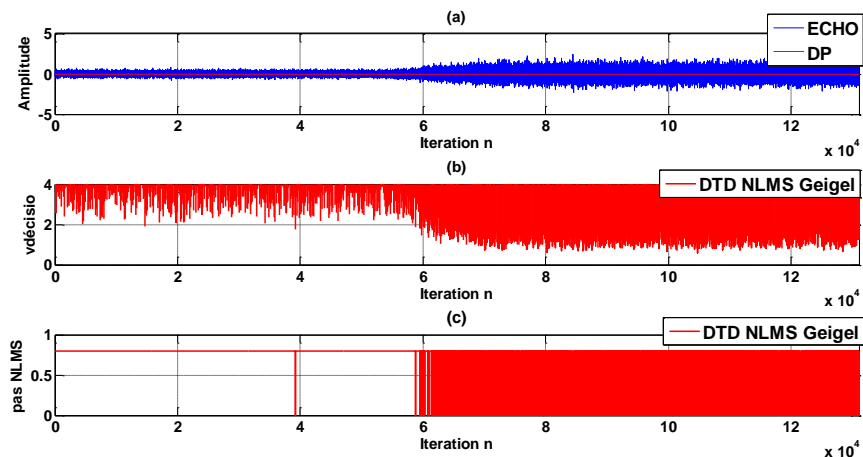 (a)
5
0
-5
Amplitude
ECHO
DP
0 2 4 6 8 10 12
Iteration n
x 10^4
(b)
4
2
0
vdécisio
DTD NLMS Geigel
0 2 4 6 8 10 12
Iteration n
x 10^4
(c)
1
0.5
0
pas NLMS
DTD NLMS Geigel
0 2 4 6 8 10 12
Iteration n
x 10^4